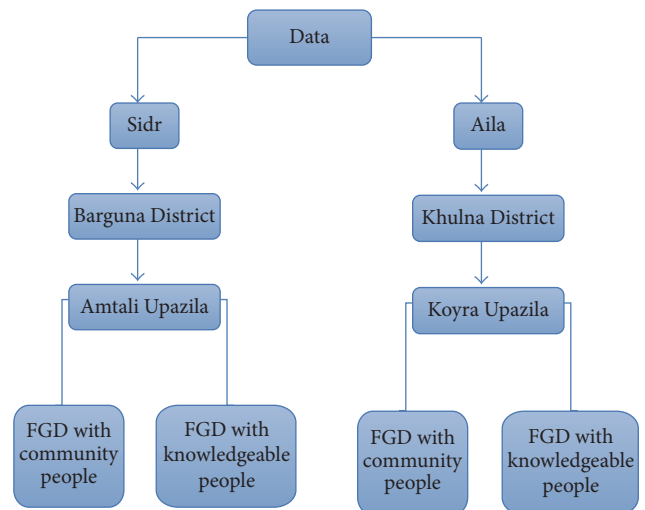 Data
Sidr
Aila
Barguna District
Khulna District
Amtali Upazila
Koyra Upazila
FGD with
community
people
FGD with
knowledgeable
people
FGD with
community
people
FGD with
knowledgeable
people